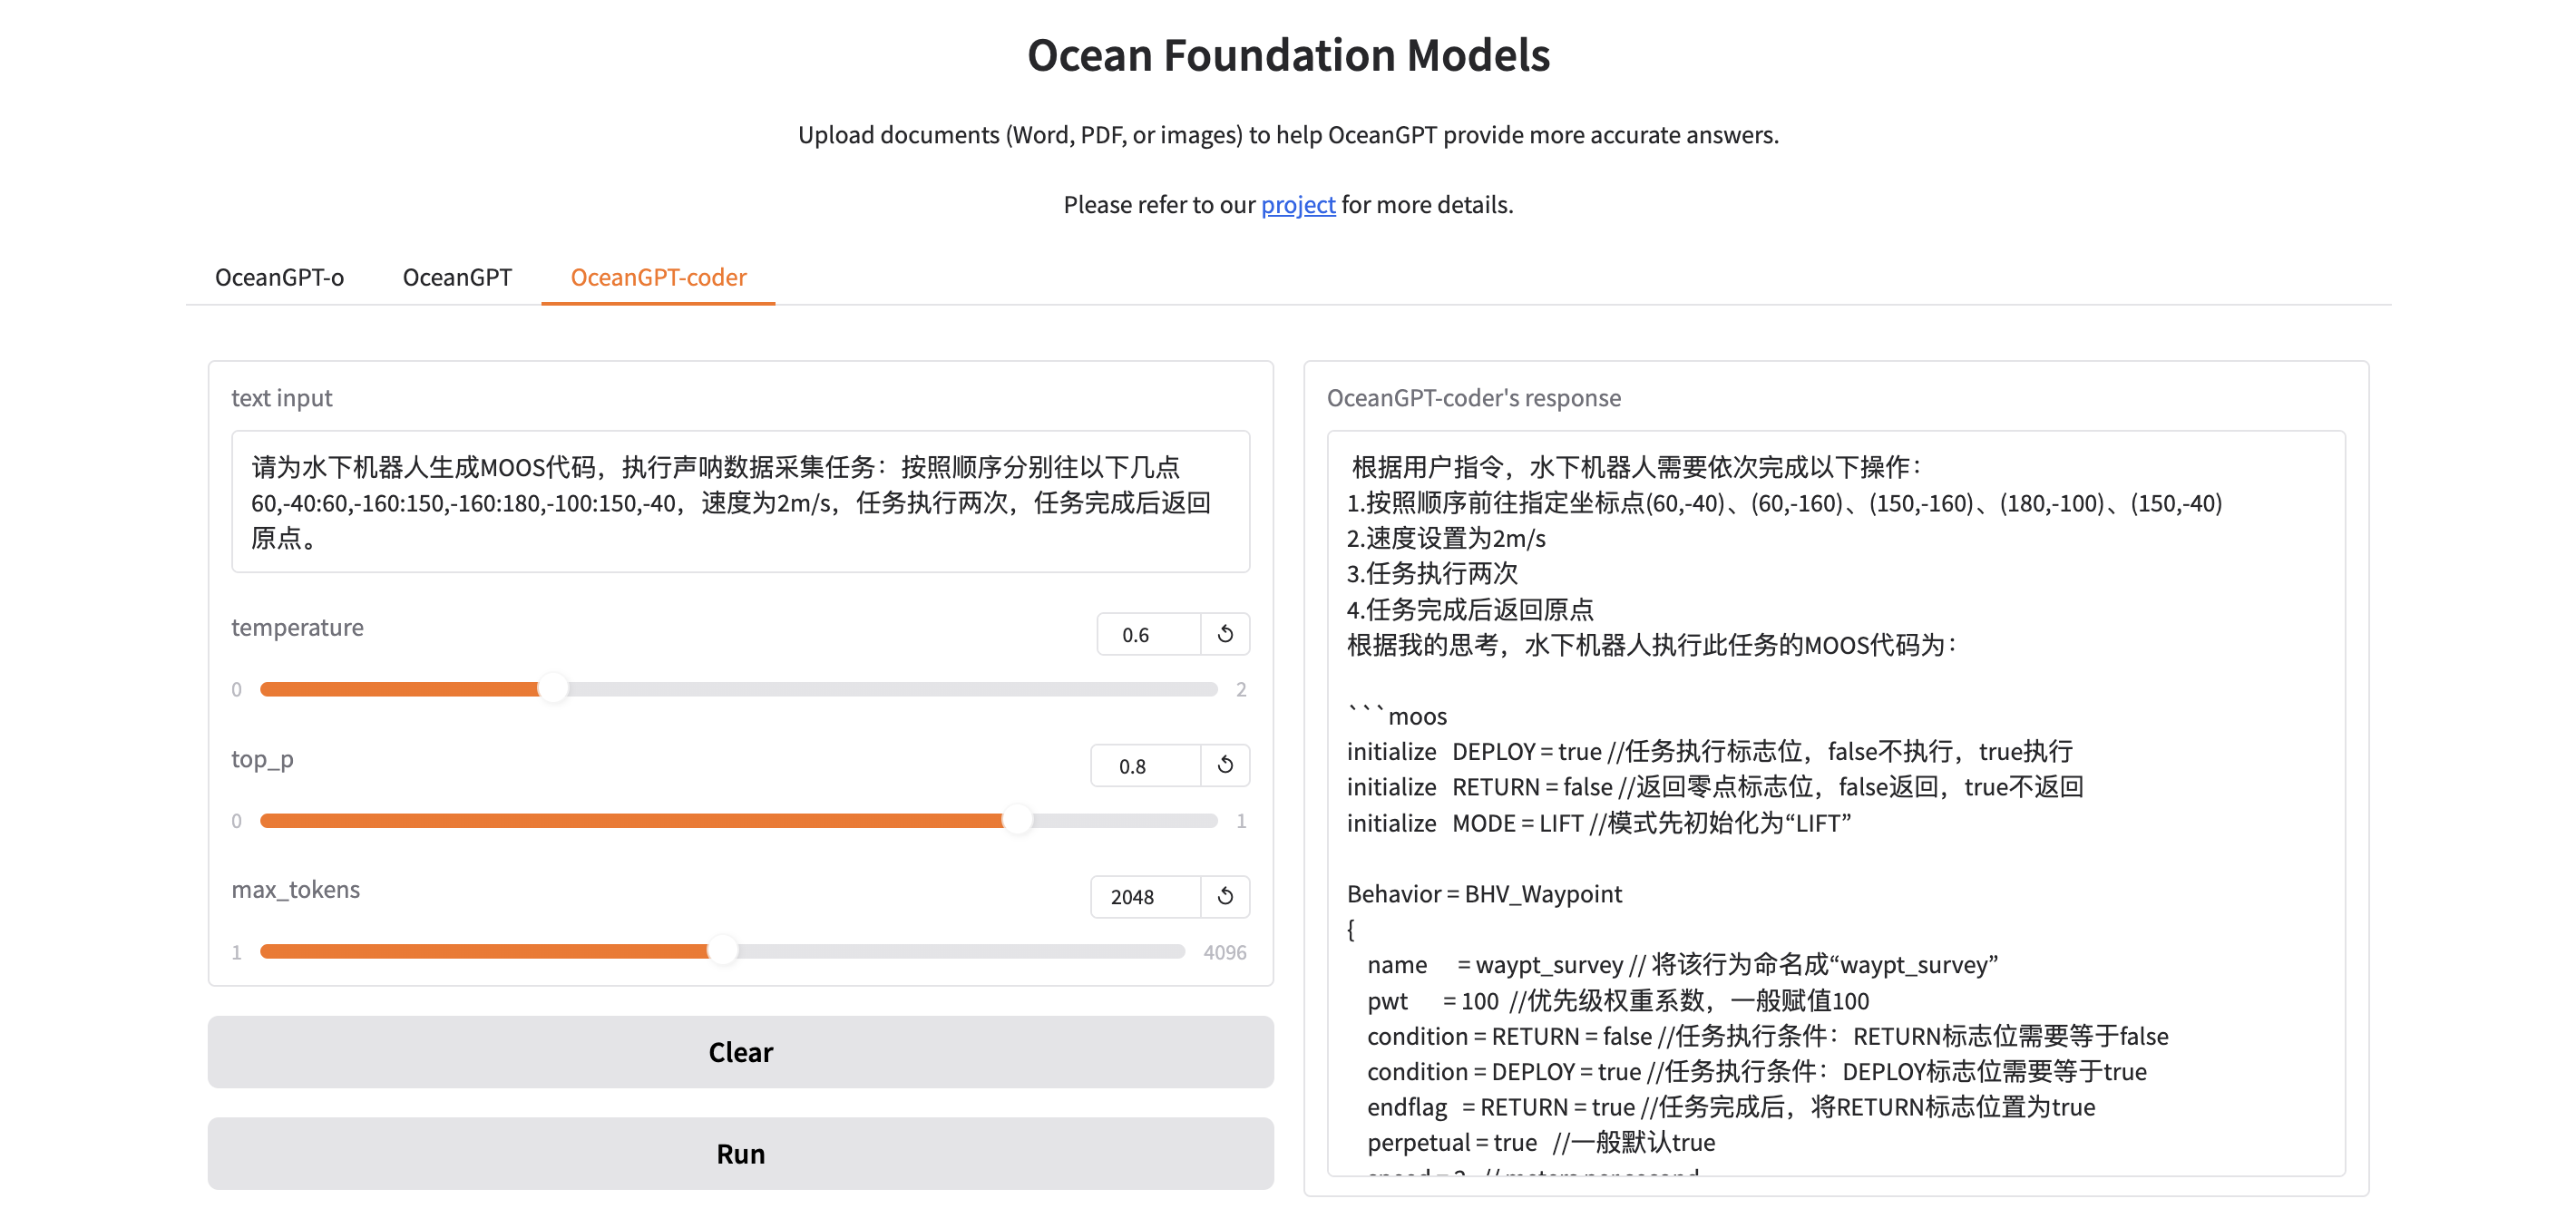 Ocean Foundation Models
Upload documents (Word, PDF, or images) to help OceanGPT provide more accurate answers.
Please refer to our project for more details.
OceanGPT-o OceanGPT OceanGPT-coder
text input
请为水下机器人生成MOOS代码，执行声呐数据采集任务：按照顺序分别往以下几点
60,-40:60,-160:150,-160:180,-100:150,-40，速度为2m/s，任务执行两次，任务完成后返回
原点。
temperature
0.6
0 2
top_p
0.8
0 1
max_tokens
2048
1 4096
Clear
Run
OceanGPT-coder's response
根据用户指令，水下机器人需要依次完成以下操作：
1.按照顺序前往指定坐标点(60,-40)、(60,-160)、(150,-160)、(180,-100)、(150,-40)
2.速度设置为2m/s
3.任务执行两次
4.任务完成后返回原点
根据我的思考，水下机器人执行此任务的MOOS代码为：
```moos
initialize DEPLOY = true //任务执行标志位，false不执行，true执行
initialize RETURN = false //返回零点标志位，false返回，true不返回
initialize MODE = LIFT //模式先初始化为“LIFT”
Behavior = BHV_Waypoint
{
name = waypt_survey // 将该行为命名成“waypt_survey”
pwt = 100 //优先级权重系数，一般赋值100
condition = RETURN = false //任务执行条件：RETURN标志位需要等于false
condition = DEPLOY = true //任务执行条件：DEPLOY标志位需要等于true
endflag = RETURN = true //任务完成后，将RETURN标志位置为true
perpetual = true //一般默认true
speed = 2 // meters per second